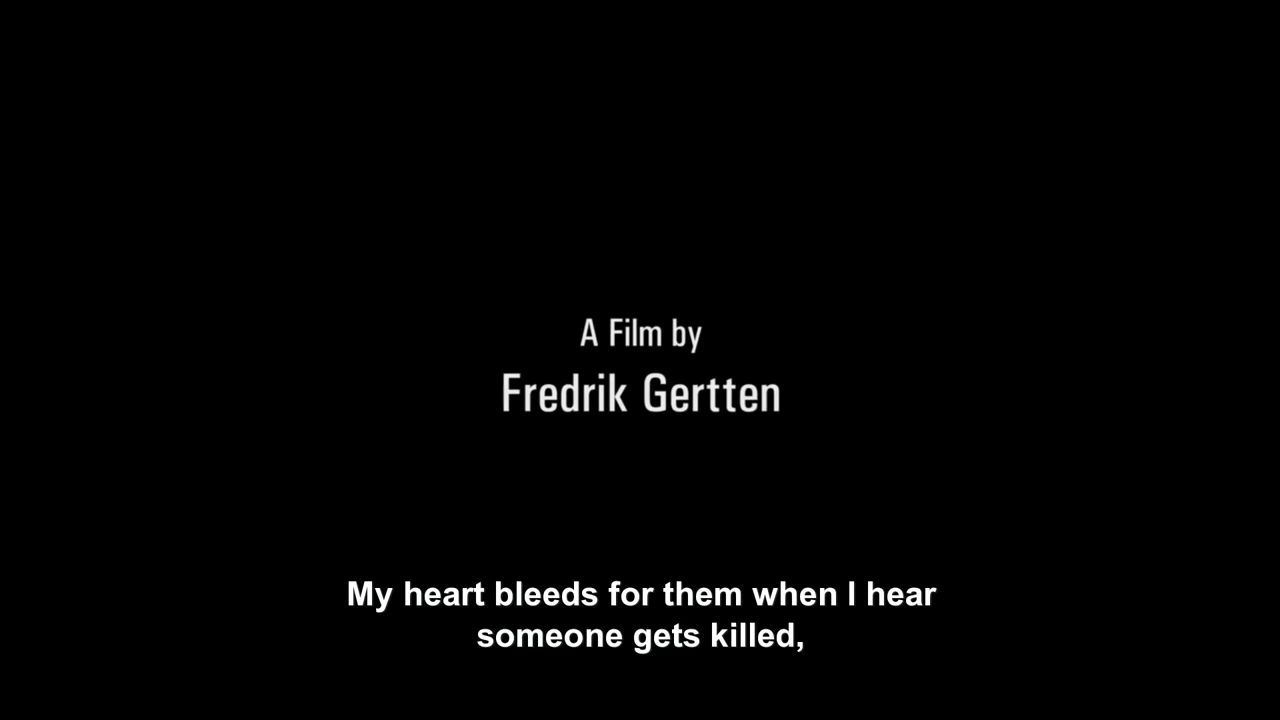 A Film by
Fredrik Gertten
My heart bleeds for them when I hear
someone gets killed,